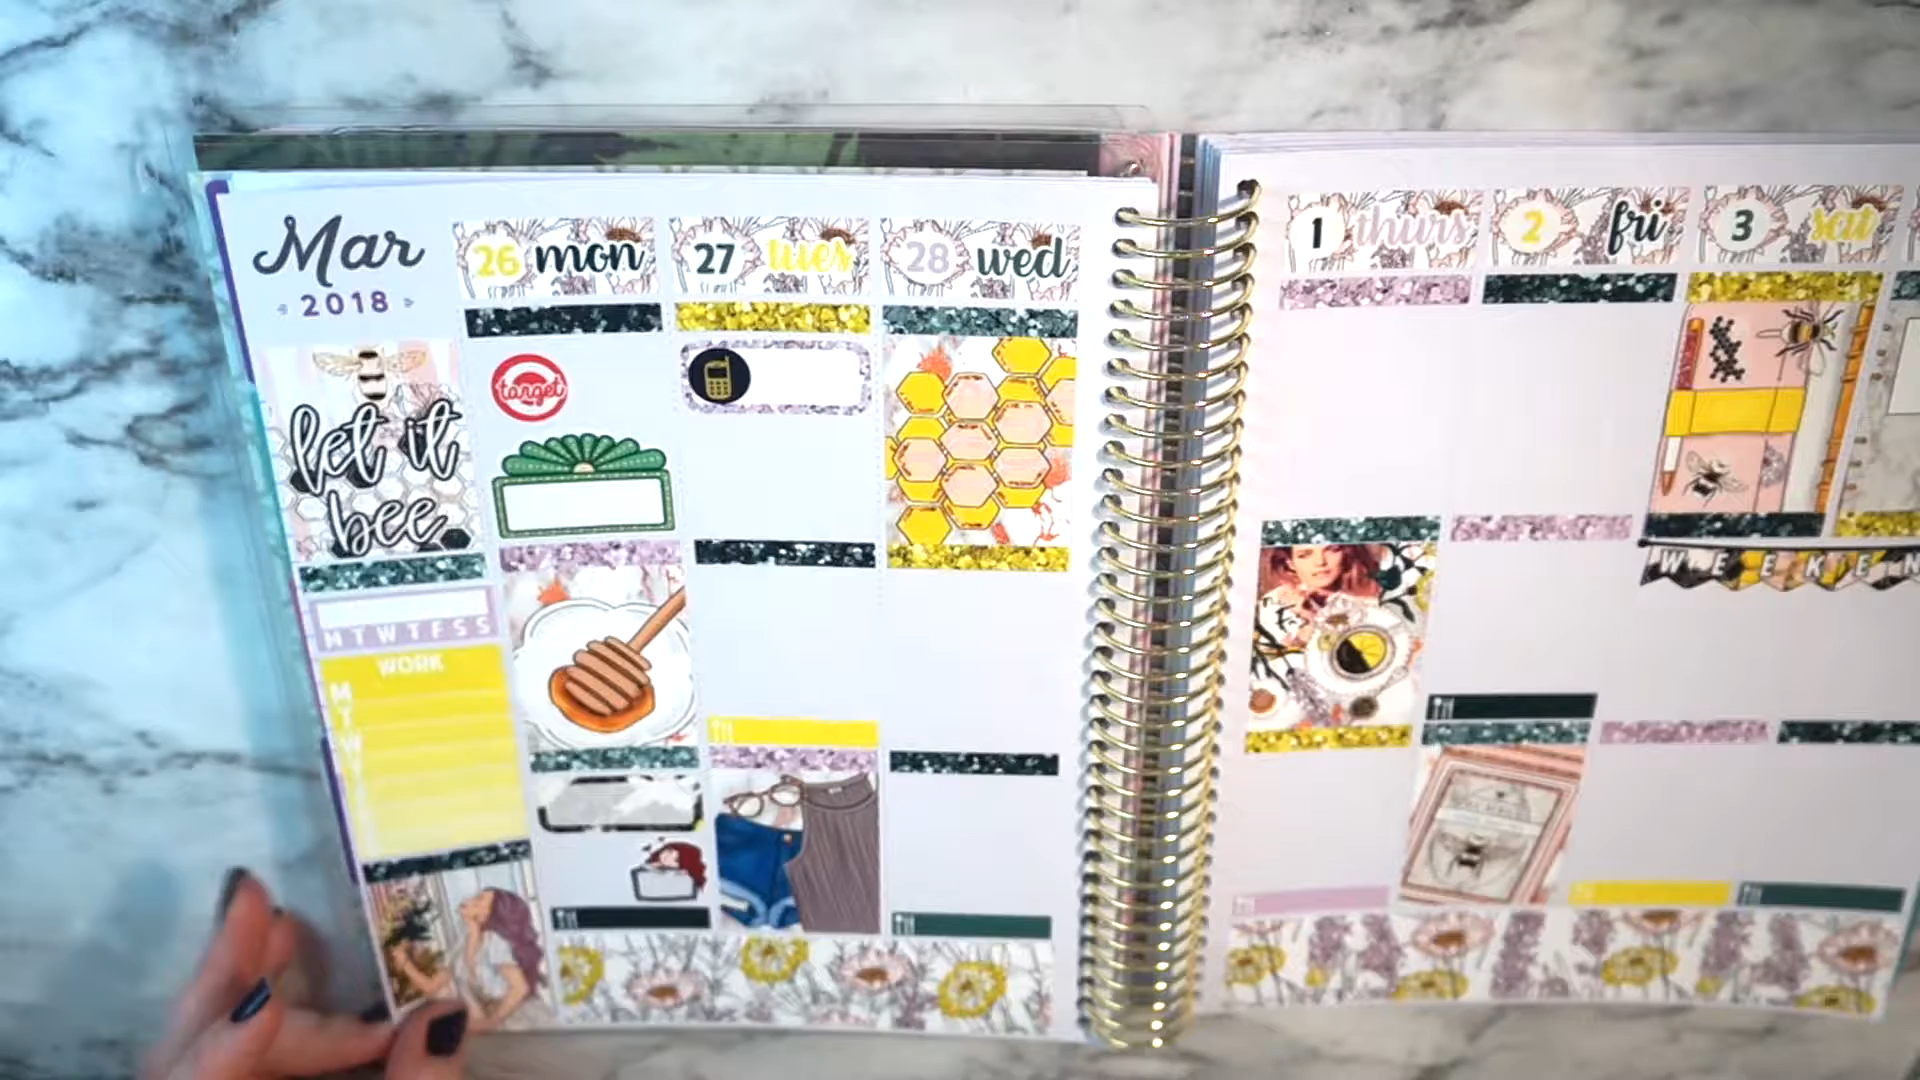 Mar
2018
26 mon
27 tues
28 wed
1 thurs
2 fri
3 sat
let it
bee
target
M T W T F S S
WORK
M
T
W
WEEKEN